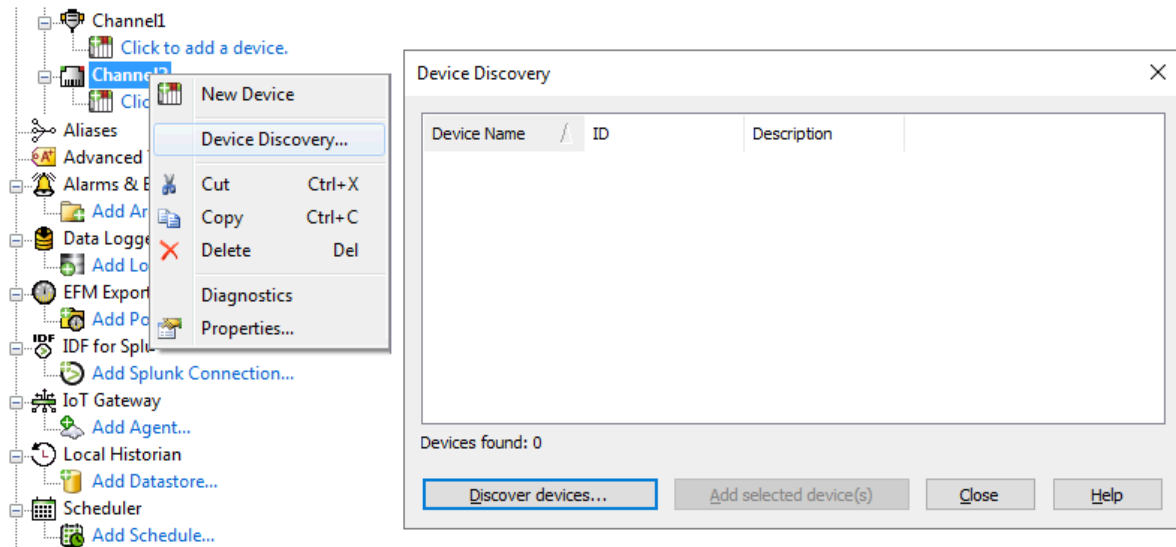 Channel1
Click to add a device.
Aliases
Advanced
Alarms & E
Add Ar
Data Logge
Add Lo
EFM Export
Add Po
IDF for Splu
Add Splunk Connection...
IoT Gateway
Add Agent...
Local Historian
Add Datastore...
Scheduler
Add Schedule...
New Device
Device Discovery...
Cut Ctrl+X
Copy Ctrl+C
Delete Del
Diagnostics
Properties...
Device Discovery
Device Name ID Description
Devices found: 0
Discover devices... Add selected device(s) Close Help